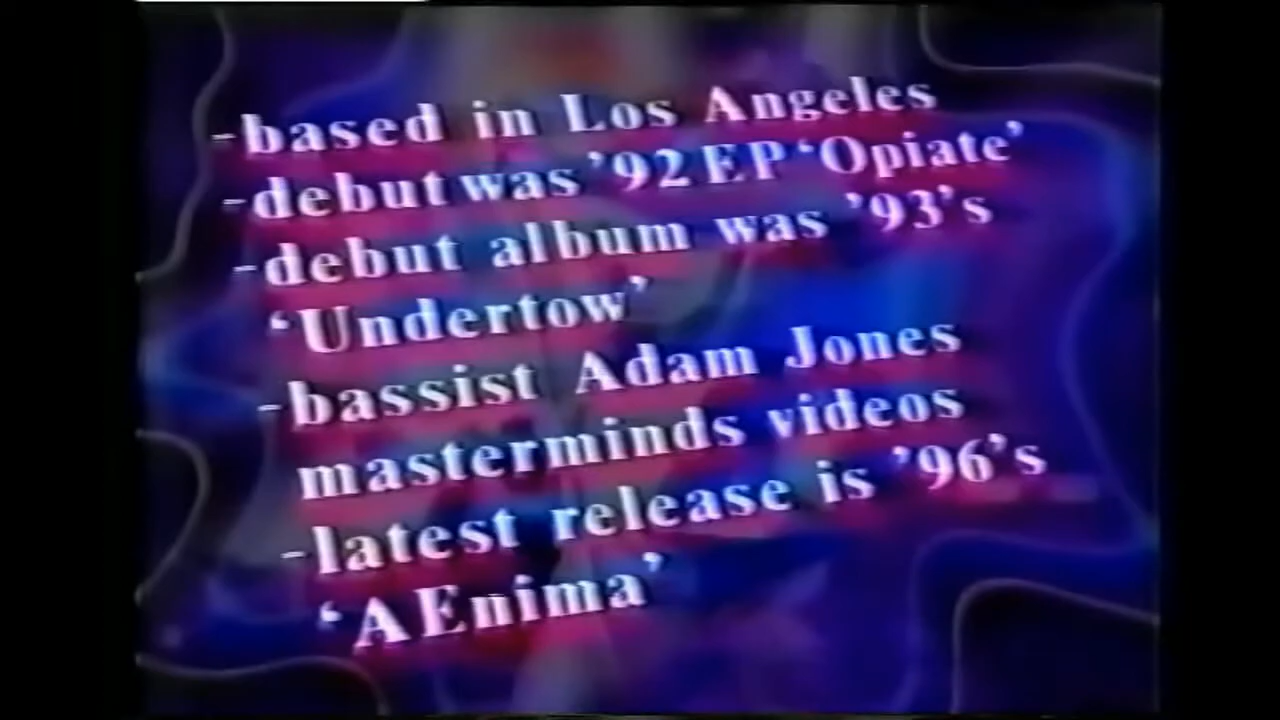 -based in Los Angeles
-debut was ’92 EP ‘Opiate’
-debut album was ’93’s
‘Undertow’
-bassist Adam Jones
masterminds videos
-latest release is ’96’s
‘AEnima’